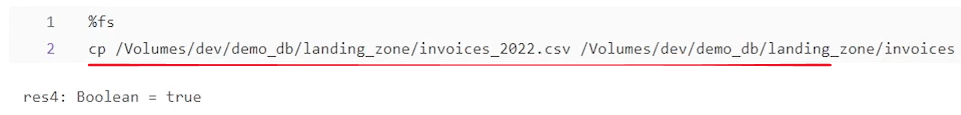 1 %fs
2 cp /Volumes/dev/demo_db/landing_zone/invoices_2022.csv /Volumes/dev/demo_db/landing_zone/invoices
res4: Boolean = true